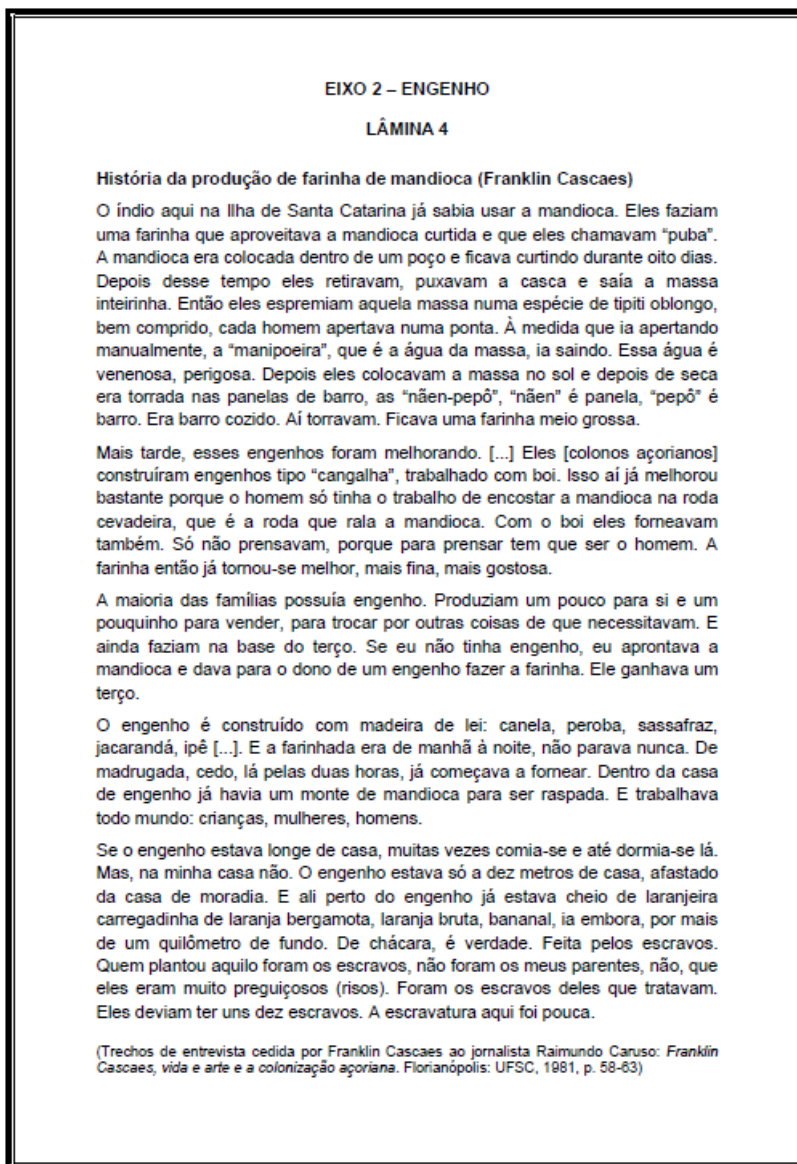 EIXO 2 – ENGENHO
LÂMINA 4
História da produção de farinha de mandioca (Franklin Cascaes)
O índio aqui na Ilha de Santa Catarina já sabia usar a mandioca. Eles faziam
uma farinha que aproveitava a mandioca curtida e que eles chamavam “puba”.
A mandioca era colocada dentro de um poço e ficava curtindo durante oito dias.
Depois desse tempo eles retiravam, puxavam a casca e saía a massa
inteirinha. Então eles espremiam aquela massa numa espécie de tipiti oblongo,
bem comprido, cada homem apertava numa ponta. À medida que ia apertando
manualmente, a “manipoeira”, que é a água da massa, ia saindo. Essa água é
venenosa, perigosa. Depois eles colocavam a massa no sol e depois de seca
era torrada nas panelas de barro, as “nãen-pepô”, “nãen” é panela, “pepô” é
barro. Era barro cozido. Aí torravam. Ficava uma farinha meio grossa.
Mais tarde, esses engenhos foram melhorando. [...] Eles [colonos açorianos]
construíram engenhos tipo “cangalha”, trabalhado com boi. Isso aí já melhorou
bastante porque o homem só tinha o trabalho de encostar a mandioca na roda
cevadeira, que é a roda que rala a mandioca. Com o boi eles forneavam
também. Só não prensavam, porque para prensar tem que ser o homem. A
farinha então já tornou-se melhor, mais fina, mais gostosa.
A maioria das famílias possuía engenho. Produziam um pouco para si e um
pouquinho para vender, para trocar por outras coisas de que necessitavam. E
ainda faziam na base do terço. Se eu não tinha engenho, eu aprontava a
mandioca e dava para o dono de um engenho fazer a farinha. Ele ganhava um
terço.
O engenho é construído com madeira de lei: canela, peroba, sassafraz,
jacarandá, ipê [...]. E a farinhada era de manhã à noite, não parava nunca. De
madrugada, cedo, lá pelas duas horas, já começava a fornear. Dentro da casa
de engenho já havia um monte de mandioca para ser raspada. E trabalhava
todo mundo: crianças, mulheres, homens.
Se o engenho estava longe de casa, muitas vezes comia-se e até dormia-se lá.
Mas, na minha casa não. O engenho estava só a dez metros de casa, afastado
da casa de moradia. E ali perto do engenho já estava cheio de laranjeira
carregadinha de laranja bergamota, laranja bruta, bananal, ia embora, por mais
de um quilômetro de fundo. De chácara, é verdade. Feita pelos escravos.
Quem plantou aquilo foram os escravos, não foram os meus parentes, não, que
eles eram muito preguiçosos (risos). Foram os escravos deles que tratavam.
Eles deviam ter uns dez escravos. A escravatura aqui foi pouca.
(Trechos de entrevista cedida por Franklin Cascaes ao jornalista Raimundo Caruso: Franklin
Cascaes, vida e arte e a colonização açoriana. Florianópolis: UFSC, 1981, p. 58-63)